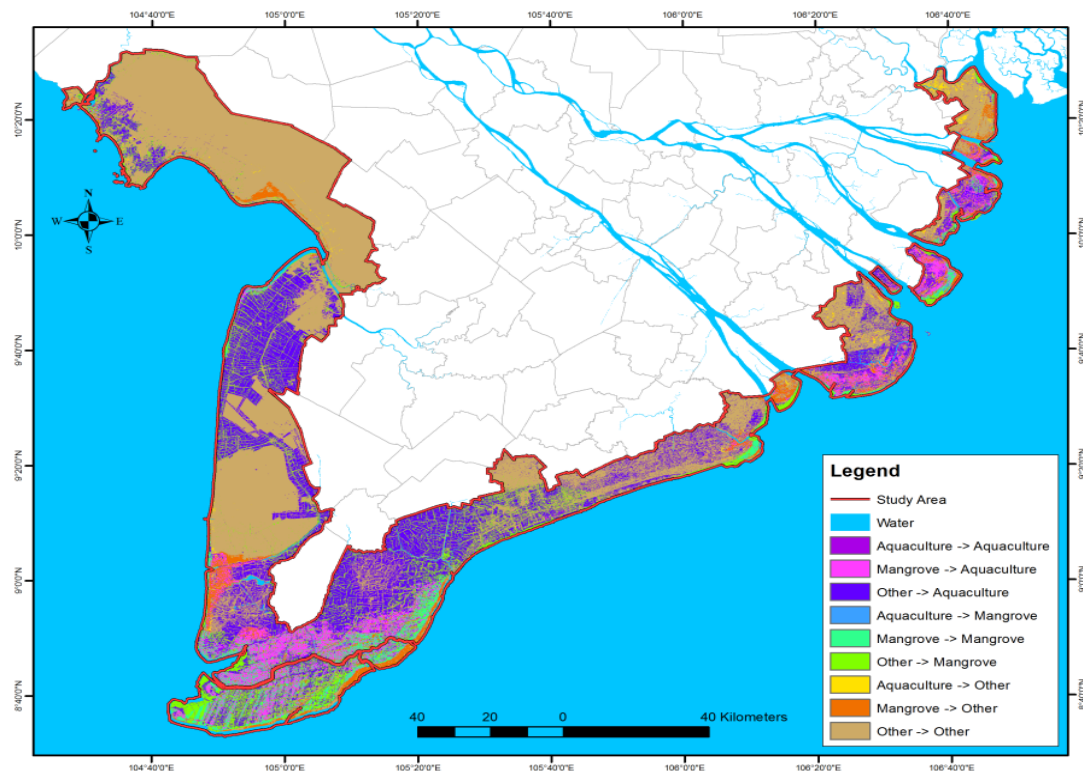 104°40'0"E 105°0'0"E 105°20'0"E 105°40'0"E 106°0'0"E 106°20'0"E 106°40'0"E
10°20'0"N
N
W E
S
10°0'0"N
9°40'0"N
9°20'0"N
9°0'0"N
8°40'0"N
Legend
Study Area
Water
Aquaculture -> Aquaculture
Mangrove -> Aquaculture
Other -> Aquaculture
Aquaculture -> Mangrove
Mangrove -> Mangrove
Other -> Mangrove
Aquaculture -> Other
Mangrove -> Other
Other -> Other
40 20 0 40 Kilometers
104°40'0"E 105°0'0"E 105°20'0"E 105°40'0"E 106°0'0"E 106°20'0"E 106°40'0"E